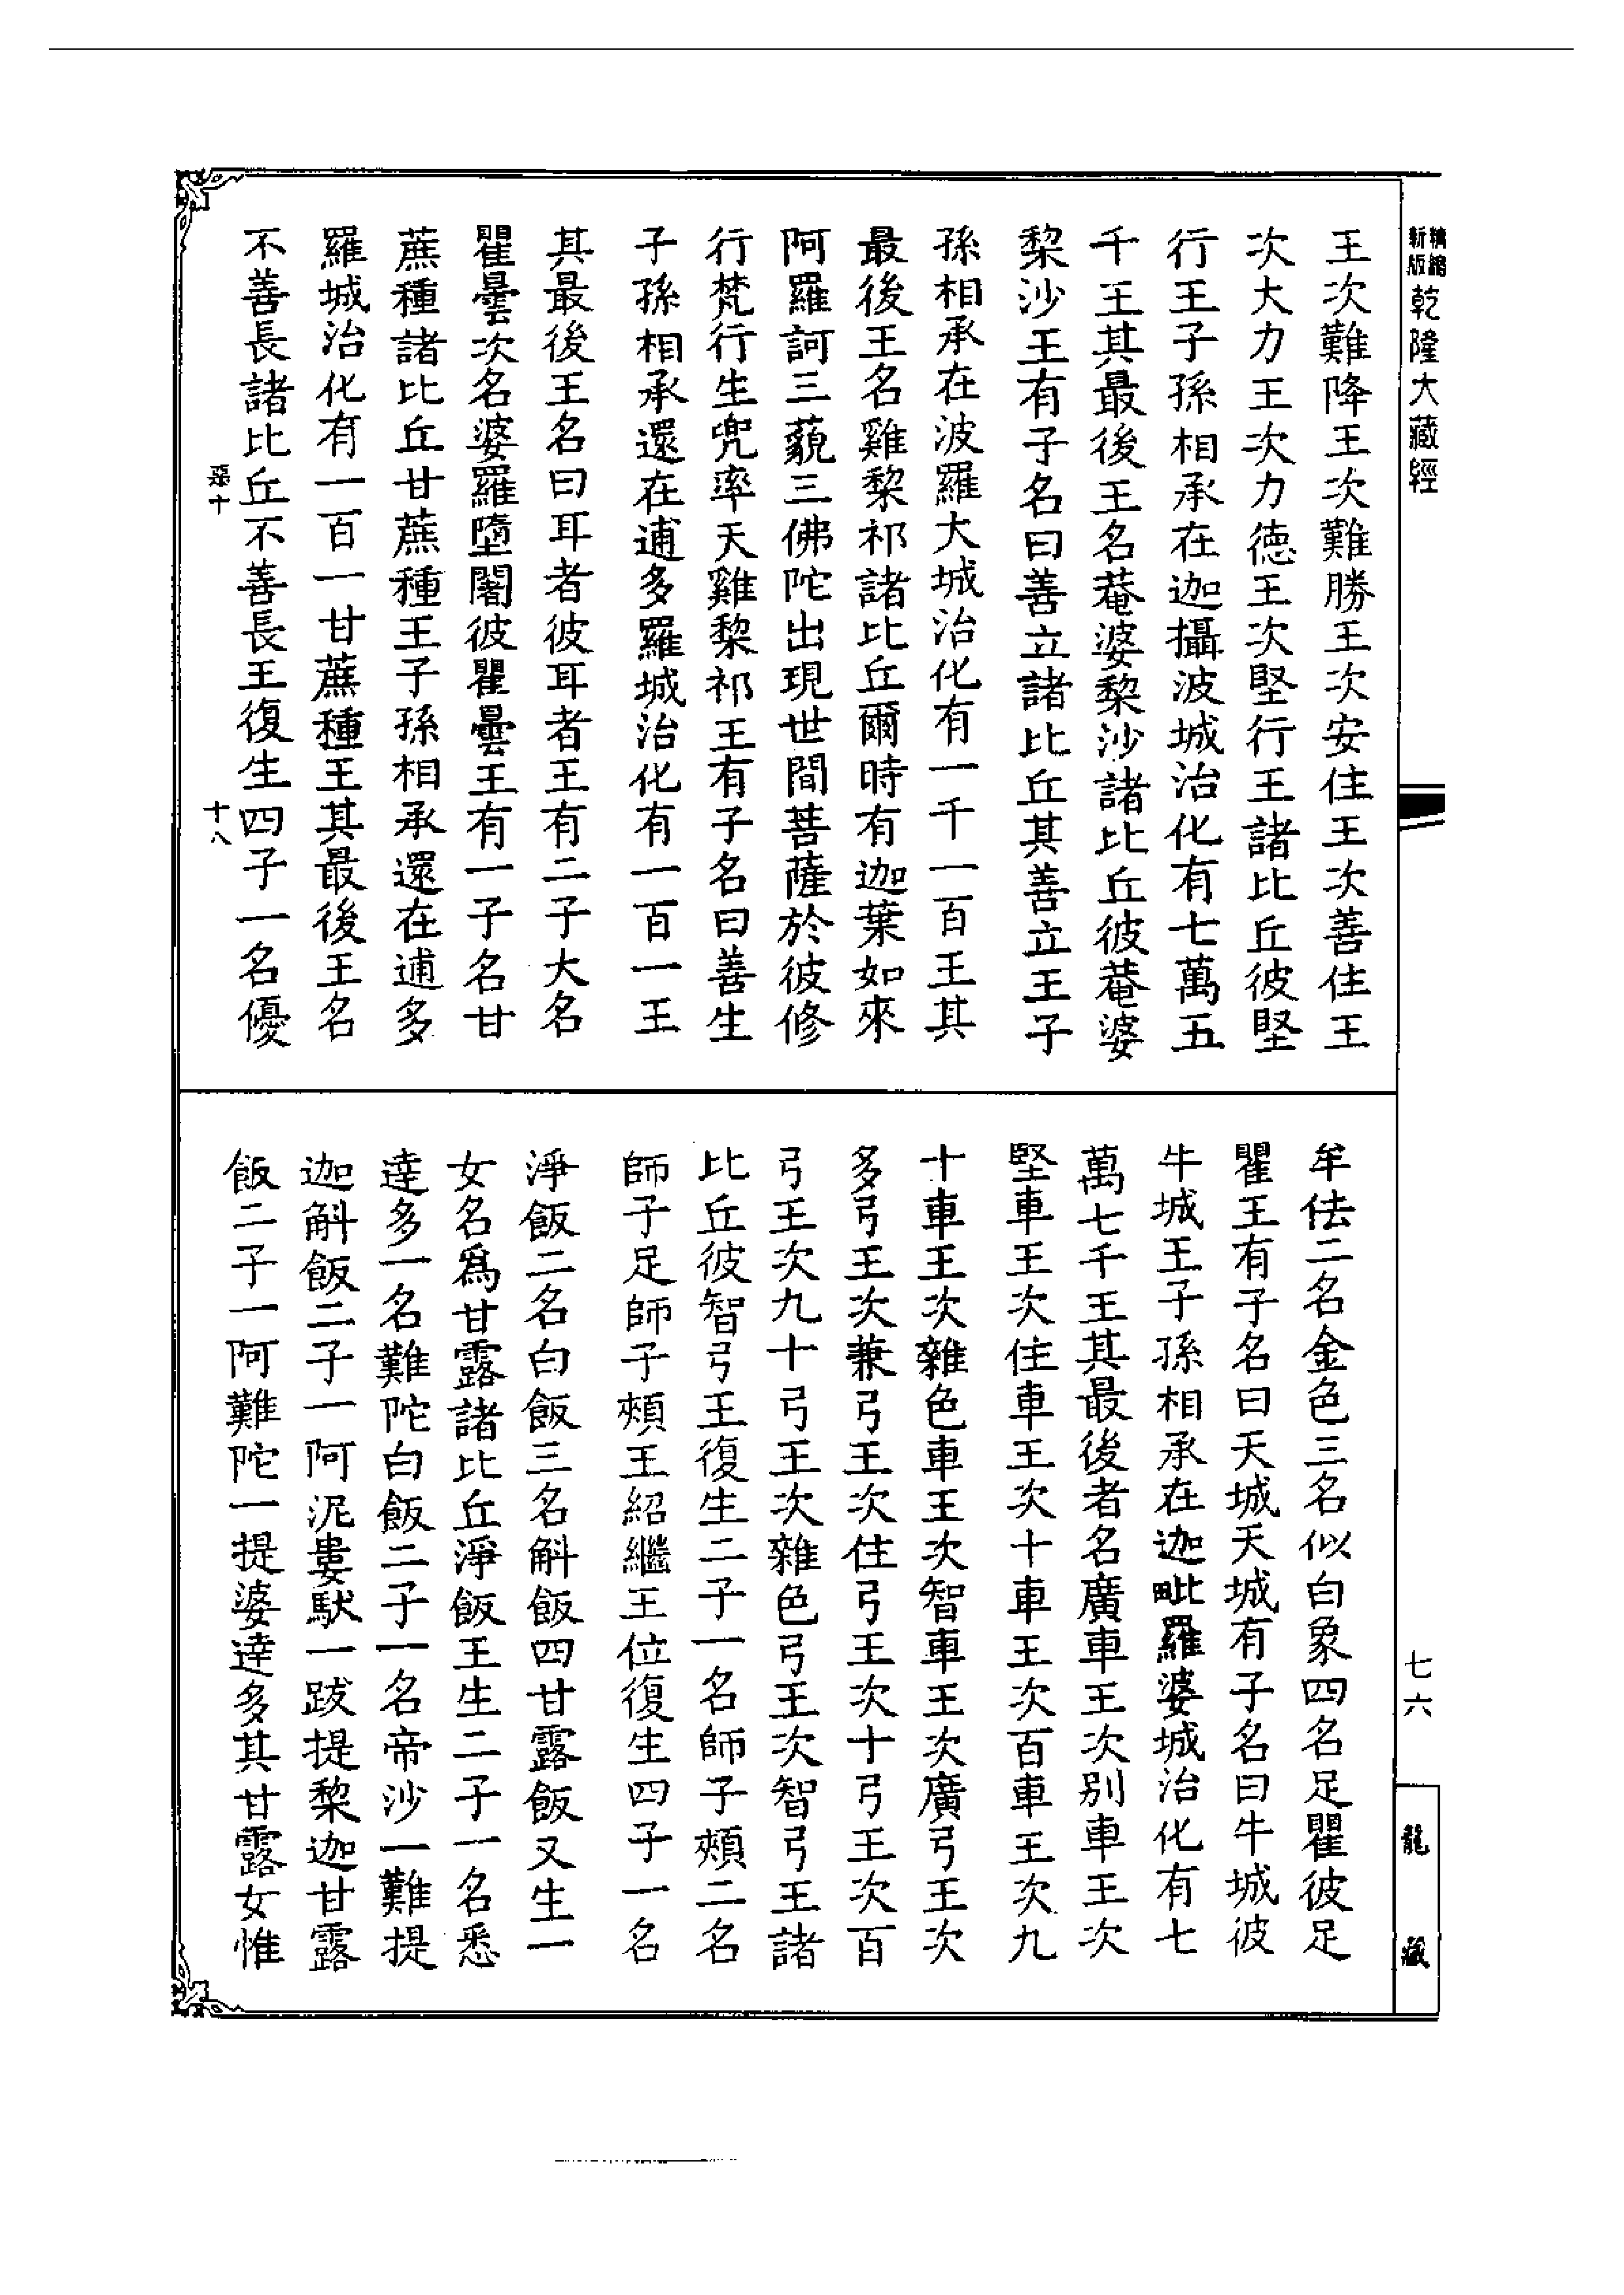 精縮新版乾隆大藏經
王次難降王次難勝王次安住王次善住王
次大力王次力德王次堅行王諸比丘彼堅
行王子孫相承在迦攝波城治化有七萬五
千王其最後王名菴婆黎沙諸比丘彼菴婆
黎沙王有子名曰善立諸比丘其善立王子
孫相承在波羅大城治化有一千一百王其
最後王名雞黎祁諸比丘爾時有迦葉如來
阿羅訶三藐三佛陀出現世間菩薩於彼修
行梵行生兜率天雞黎祁王有子名曰善生
子孫相承還在逋多羅城治化有一百一王
其最後王名曰耳者彼耳者王有二子大名
瞿曇次名婆羅墮闍彼瞿曇王有一子名甘
蔗種諸比丘甘蔗種王子孫相承還在逋多
羅城治化有一百一甘蔗種王其最後王名
不善長諸比丘不善長王復生四子一名優
惡十
十八
牟佉二名金色三名似白象四名足瞿彼足
瞿王有子名曰天城天城有子名曰牛城彼
牛城王子孫相承在迦毗羅婆城治化有七
萬七千王其最後者名廣車王次別車王次
堅車王次住車王次十車王次百車王次九
十車王次雜色車王次智車王次廣弓王次
多弓王次兼弓王次住弓王次十弓王次百
弓王次九十弓王次雜色弓王次智弓王諸
比丘彼智弓王復生二子一名師子頰二名
師子足師子頰王紹繼王位復生四子一名
淨飯二名白飯三名斛飯四甘露飯又生一
女名爲甘露諸比丘淨飯王生二子一名悉
達多一名難陀白飯二子一名帝沙一難提
迦斛飯二子一阿泥婁馱一跋提黎迦甘露
飯二子一阿難陀一提婆達多其甘露女惟
七六
龍藏